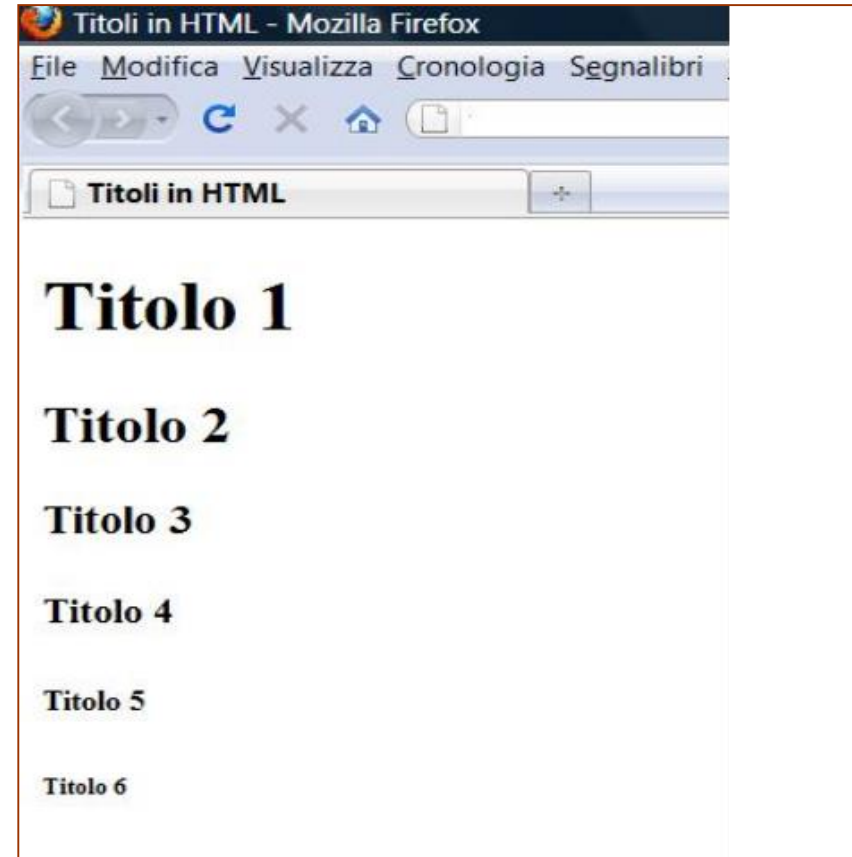 Titoli in HTML - Mozilla Firefox
File Modifica Visualizza Cronologia Segnalibri
Titoli in HTML
Titolo 1
Titolo 2
Titolo 3
Titolo 4
Titolo 5
Titolo 6